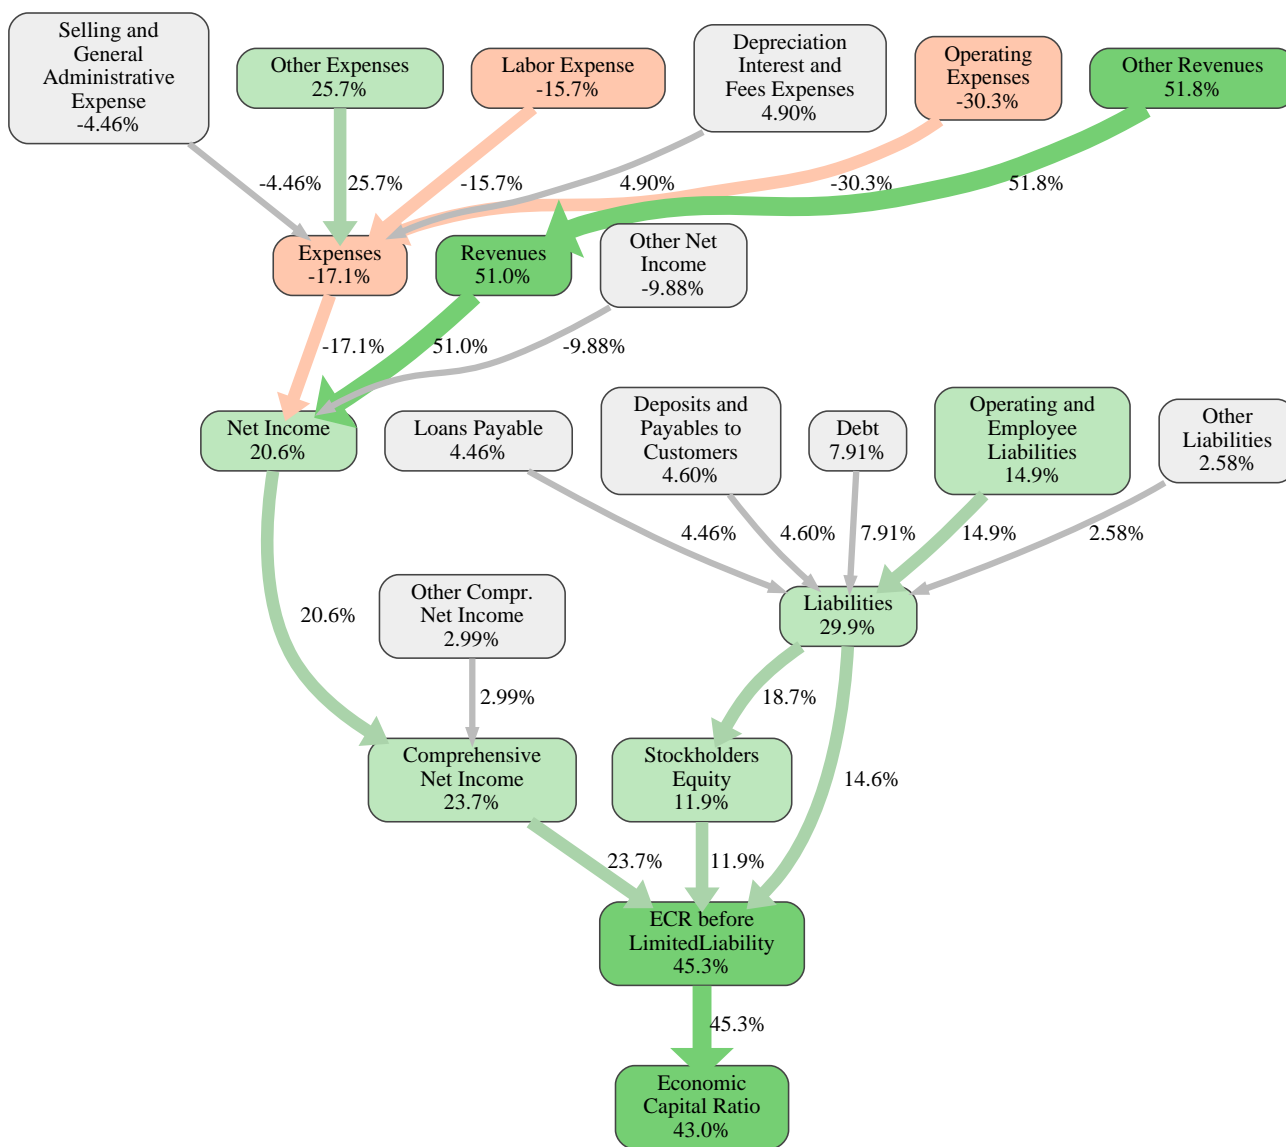 Selling and
General
Administrative
Expense
-4.46%
Other Expenses
25.7%
Labor Expense
-15.7%
Depreciation
Interest and
Fees Expenses
4.90%
Operating
Expenses
-30.3%
Other Revenues
51.8%
-4.46%
25.7%
-15.7%
4.90%
-30.3%
51.8%
Expenses
-17.1%
Revenues
51.0%
Other Net
Income
-9.88%
-17.1%
51.0%
-9.88%
Net Income
20.6%
Loans Payable
4.46%
Deposits and
Payables to
Customers
4.60%
Debt
7.91%
Operating and
Employee
Liabilities
14.9%
Other
Liabilities
2.58%
4.46%
4.60%
7.91%
14.9%
2.58%
20.6%
Other Compr.
Net Income
2.99%
Liabilities
29.9%
2.99%
18.7%
14.6%
Comprehensive
Net Income
23.7%
Stockholders
Equity
11.9%
23.7%
11.9%
ECR before
LimitedLiability
45.3%
45.3%
Economic
Capital Ratio
43.0%